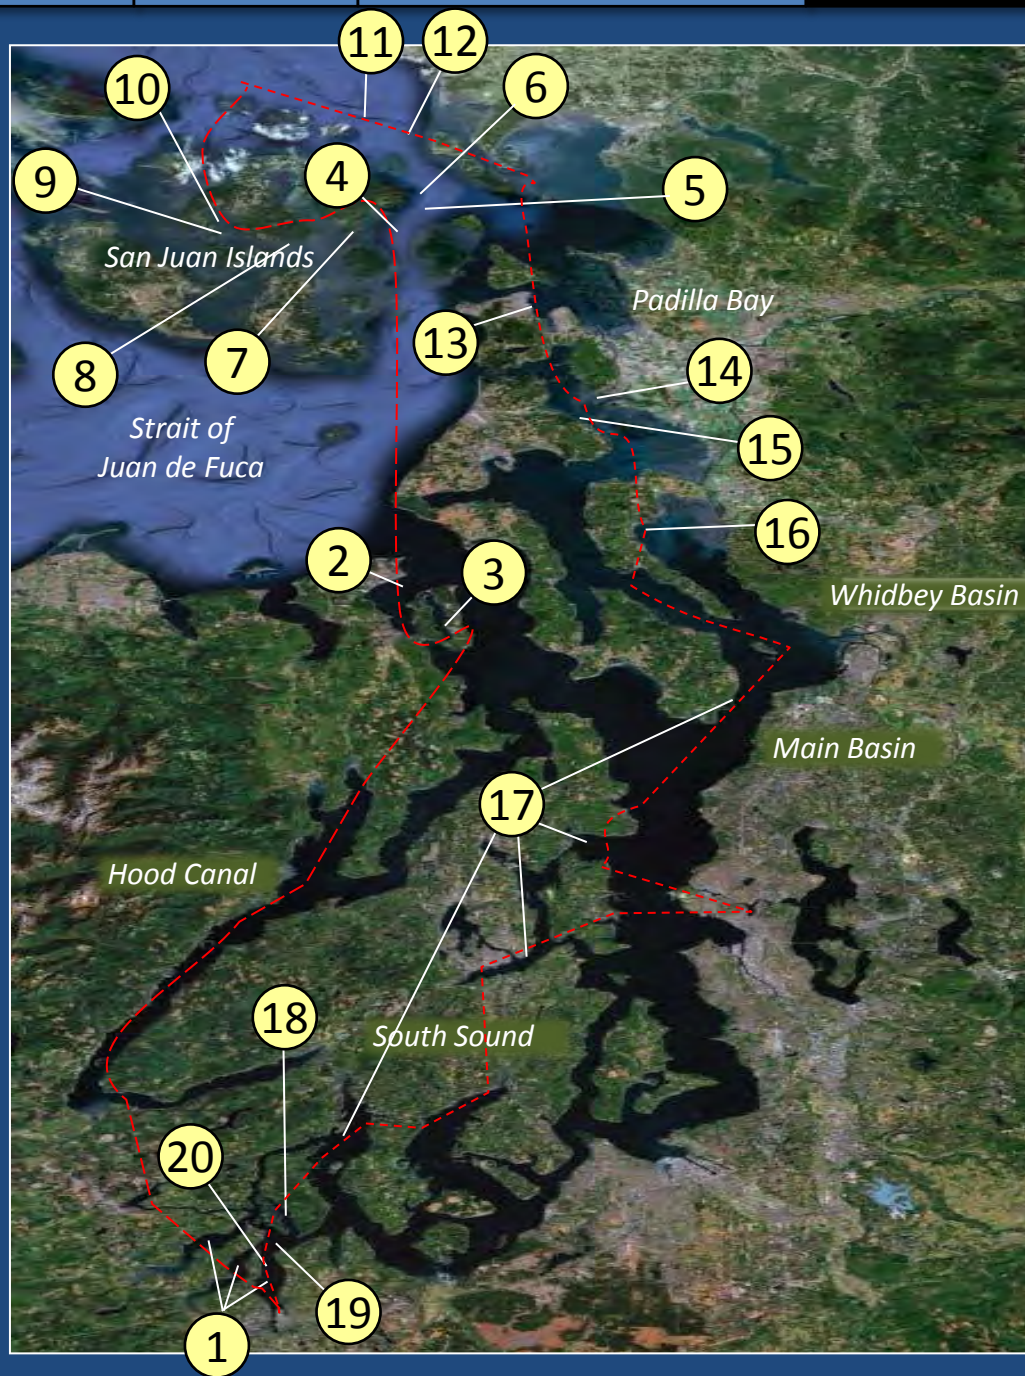 11
12
10
6
4
9
5
San Juan Islands
Padilla Bay
13
7
14
8
Strait of
Juan de Fuca
15
16
2
3
Whidbey Basin
Main Basin
17
Hood Canal
18
South Sound
20
19
1